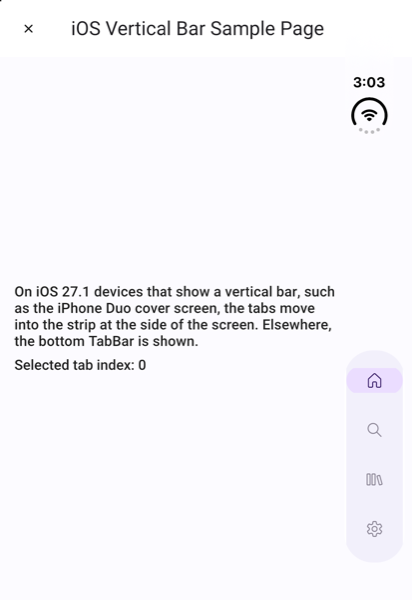 iOS Vertical Bar Sample Page
3:03
On iOS 27.1 devices that show a vertical bar, such
as the iPhone Duo cover screen, the tabs move
into the strip at the side of the screen. Elsewhere,
the bottom TabBar is shown.
Selected tab index: 0